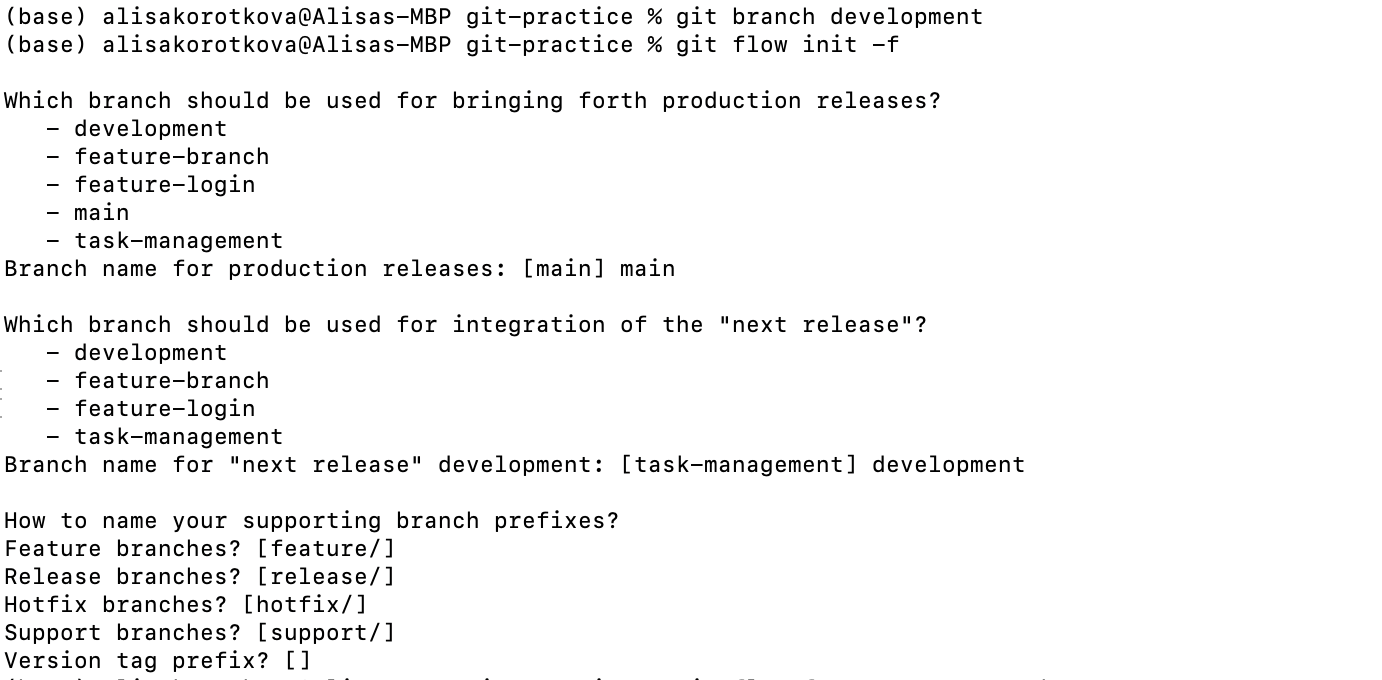 (base) alisakorotkova@Alisas-MBP git-practice % git branch development
(base) alisakorotkova@Alisas-MBP git-practice % git flow init -f
Which branch should be used for bringing forth production releases?
- development
- feature-branch
- feature-login
- main
- task-management
Branch name for production releases: [main] main
Which branch should be used for integration of the "next release"?
- development
- feature-branch
- feature-login
- task-management
Branch name for "next release" development: [task-management] development
How to name your supporting branch prefixes?
Feature branches? [feature/]
Release branches? [release/]
Hotfix branches? [hotfix/]
Support branches? [support/]
Version tag prefix? []